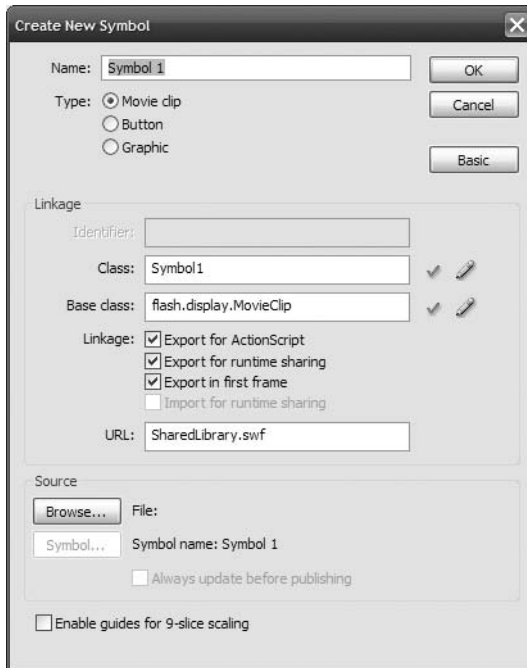 Create New Symbol
Name: Symbol 1
OK
Type: Movie clip
Cancel
Button
Graphic
Basic
Linkage
Identifier:
Class: Symbol1
Base class: flash.display.MovieClip
Linkage: Export for ActionScript
Export for runtime sharing
Export in first frame
Import for runtime sharing
URL: SharedLibrary.swf
Source
Browse... File:
Symbol... Symbol name: Symbol 1
Always update before publishing
Enable guides for 9-slice scaling